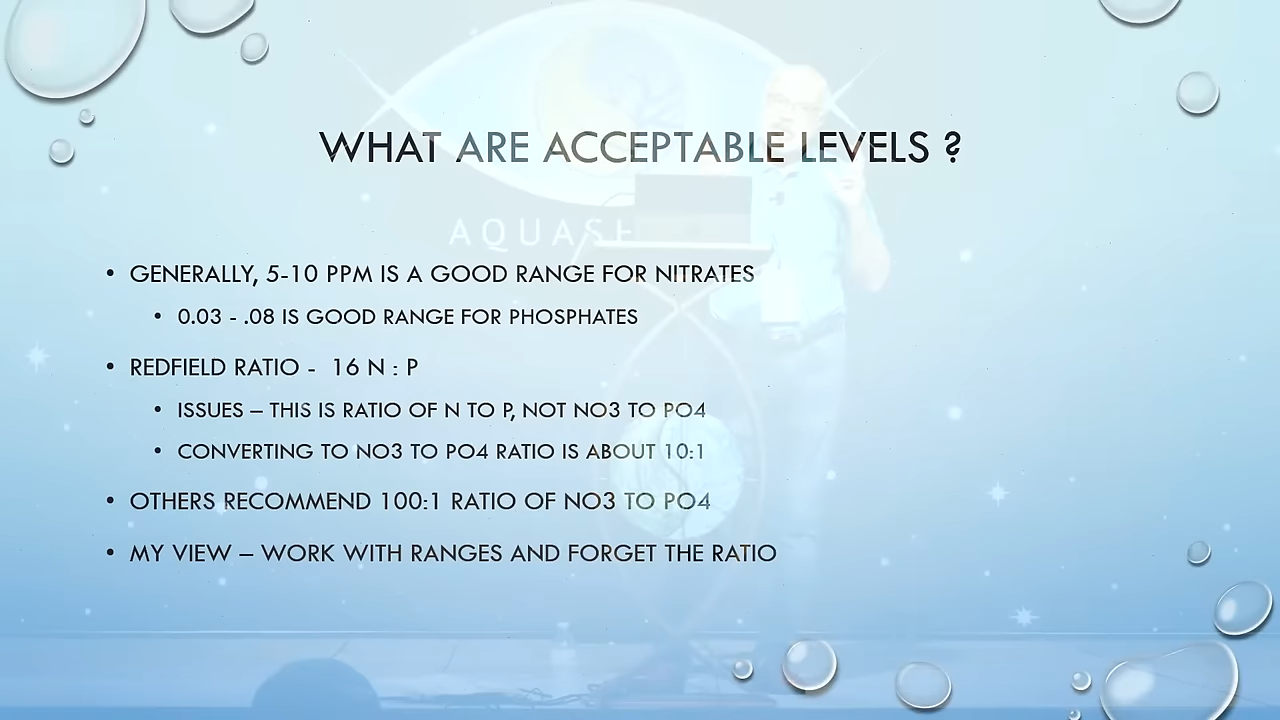 WHAT ARE ACCEPTABLE LEVELS ?
AQUASH
• GENERALLY, 5-10 PPM IS A GOOD RANGE FOR NITRATES
• 0.03 - .08 IS GOOD RANGE FOR PHOSPHATES
• REDFIELD RATIO - 16 N : P
• ISSUES – THIS IS RATIO OF N TO P, NOT NO3 TO PO4
• CONVERTING TO NO3 TO PO4 RATIO IS ABOUT 10:1
• OTHERS RECOMMEND 100:1 RATIO OF NO3 TO PO4
• MY VIEW – WORK WITH RANGES AND FORGET THE RATIO